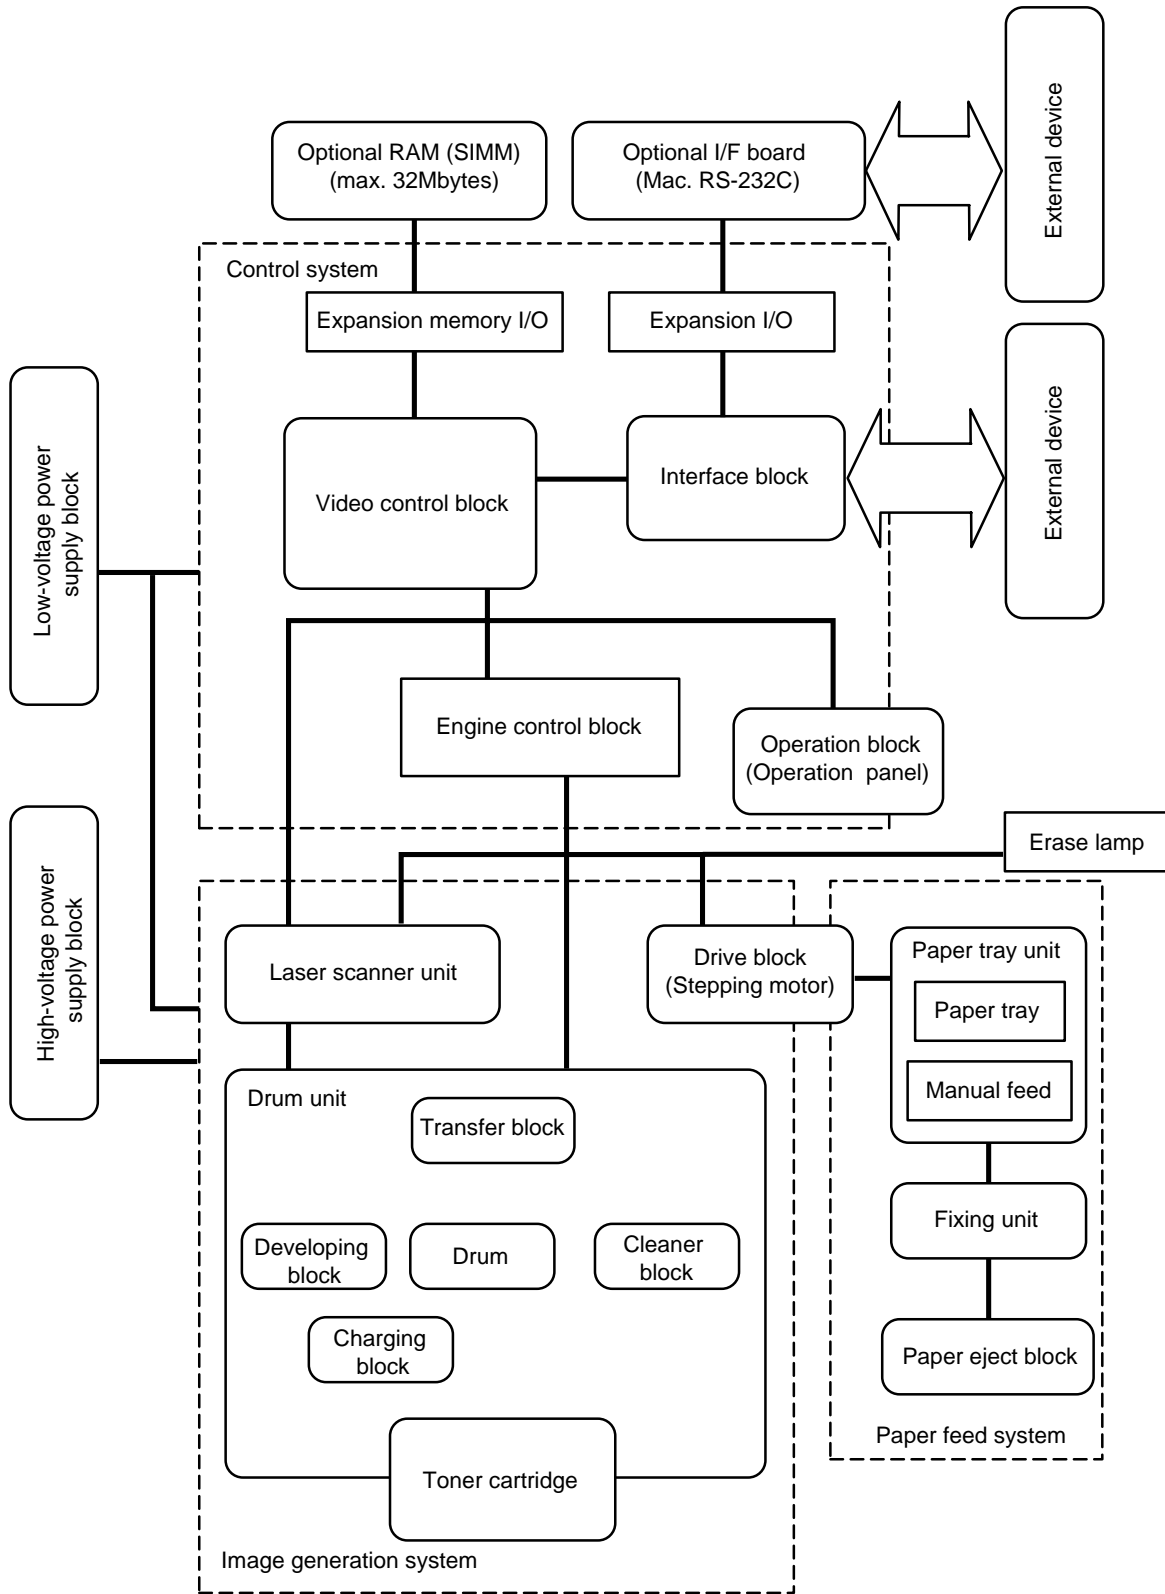 Optional RAM (SIMM)
(max. 32Mbytes)
Optional I/F board
(Mac. RS-232C)
External device
Control system
Expansion memory I/O
Expansion I/O
Low-voltage power
supply block
Video control block
Interface block
External device
Engine control block
Operation block
(Operation panel)
High-voltage power
supply block
Erase lamp
Laser scanner unit
Drive block
(Stepping motor)
Paper tray unit
Paper tray
Manual feed
Drum unit
Transfer block
Developing
block
Drum
Cleaner
block
Charging
block
Fixing unit
Paper eject block
Paper feed system
Toner cartridge
Image generation system